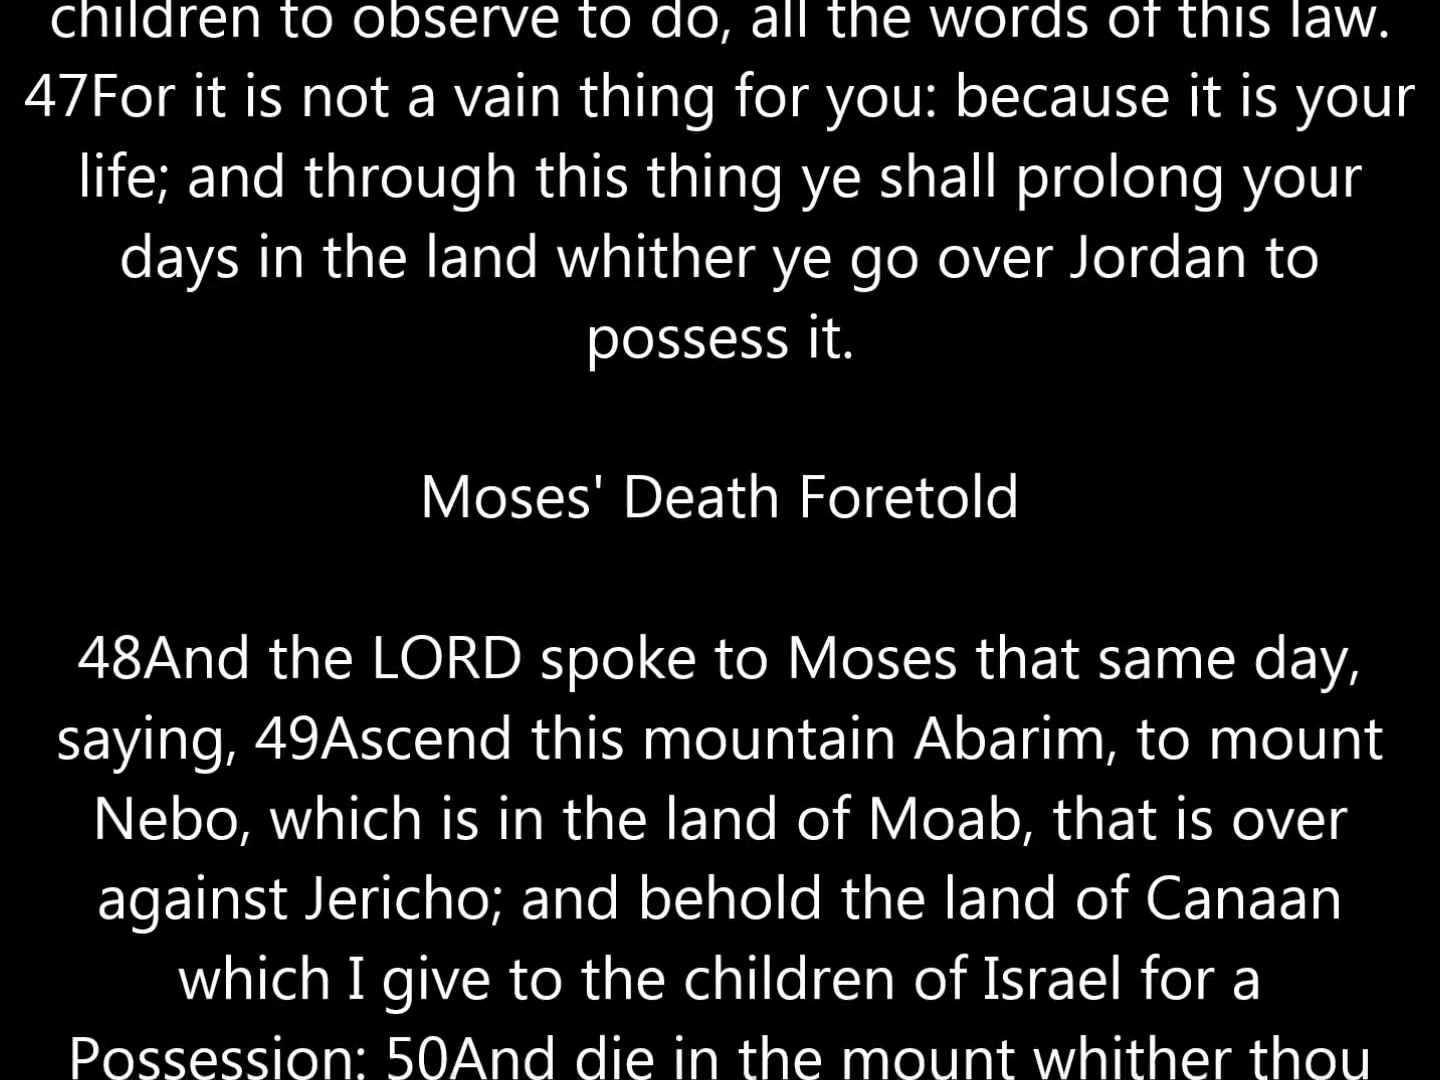 children to observe to do, all the words of this law.
47For it is not a vain thing for you: because it is your
life; and through this thing ye shall prolong your
days in the land whither ye go over Jordan to
possess it.
Moses' Death Foretold
48And the LORD spoke to Moses that same day,
saying, 49Ascend this mountain Abarim, to mount
Nebo, which is in the land of Moab, that is over
against Jericho; and behold the land of Canaan
which I give to the children of Israel for a
Possession: 50And die in the mount whither thou